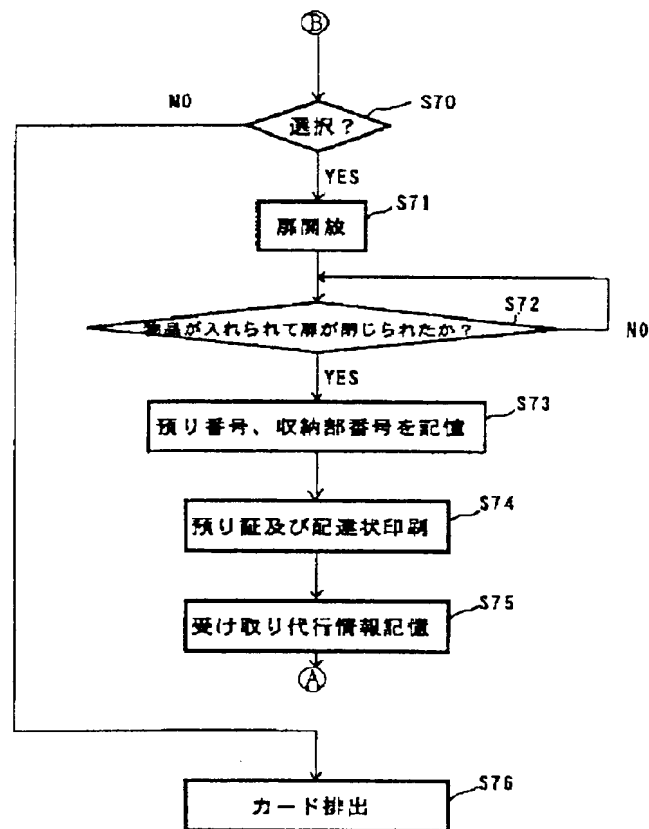 B
NO
S70
選択？
YES
S71
扉開放
S72
物品が入れられて扉が閉じられたか？
NO
YES
S73
預り番号、収納部番号を記憶
S74
預り証及び配達状印刷
S75
受け取り代行情報記憶
A
S76
カード排出